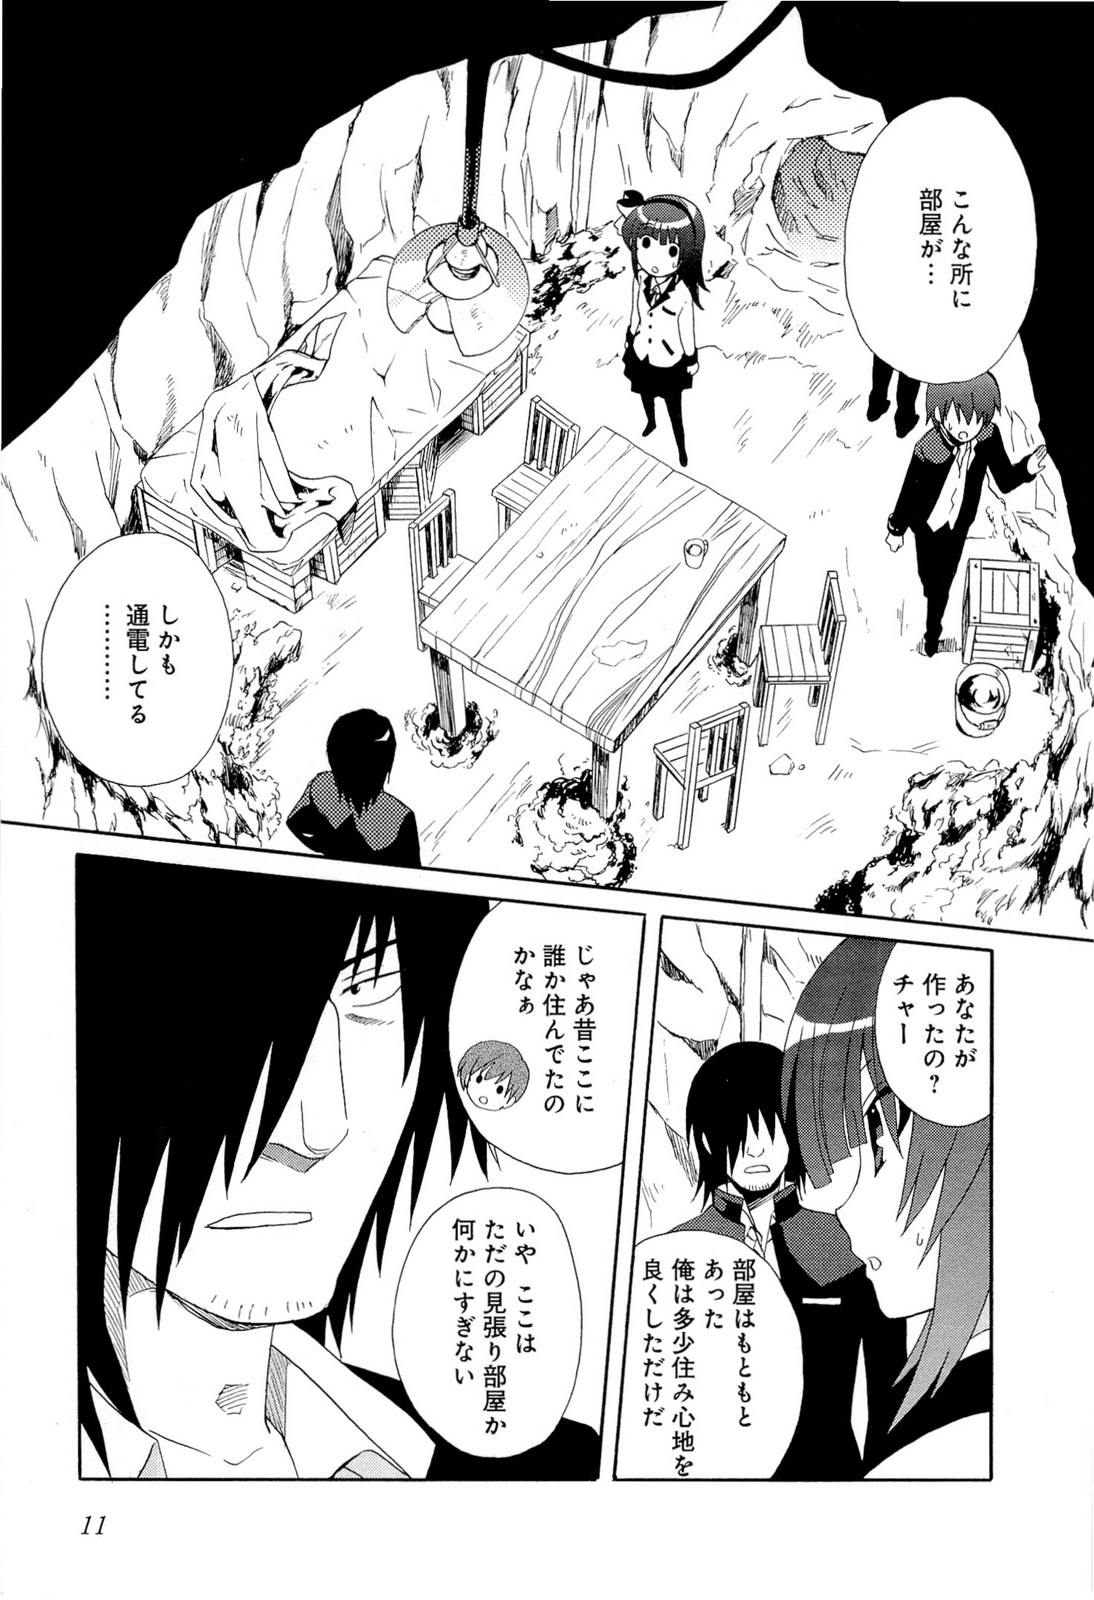 こんな所に
部屋が…
しかも
通電してる
…………
あなたが
作ったの?
チャー
部屋はもともと
あった
俺は多少住み心地を
良くしただけだ
じゃあ昔ここに
誰か住んでたの
かなぁ
いや ここは
ただの見張り部屋か
何かにすぎない
11